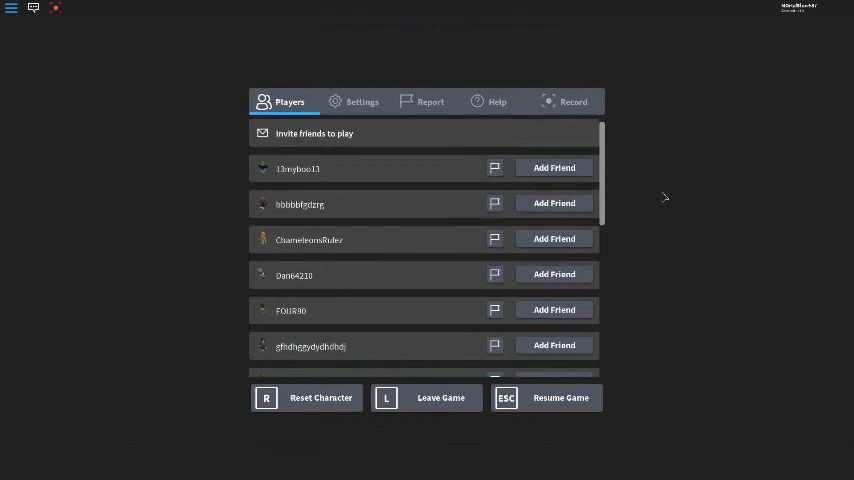 Players Settings Report Help Record
Invite friends to play
13myboo13 Add Friend
bbbbbfgdzrg Add Friend
ChameleonsRulez Add Friend
Dan64210 Add Friend
FOUR90 Add Friend
gfhdhggydydhdhdj Add Friend
R Reset Character L Leave Game ESC Resume Game